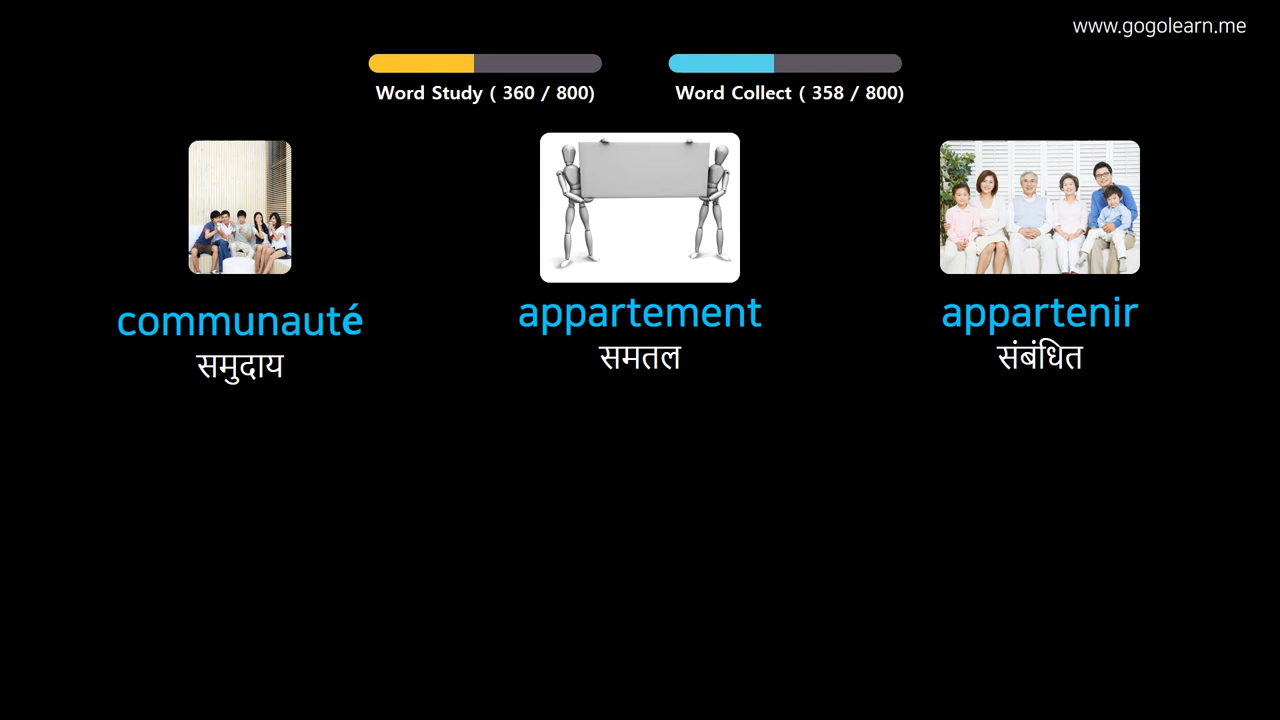 www.gogolearn.me
Word Study ( 360 / 800)
Word Collect ( 358 / 800)
communauté
समुदाय
appartement
समतल
appartenir
संबंधित